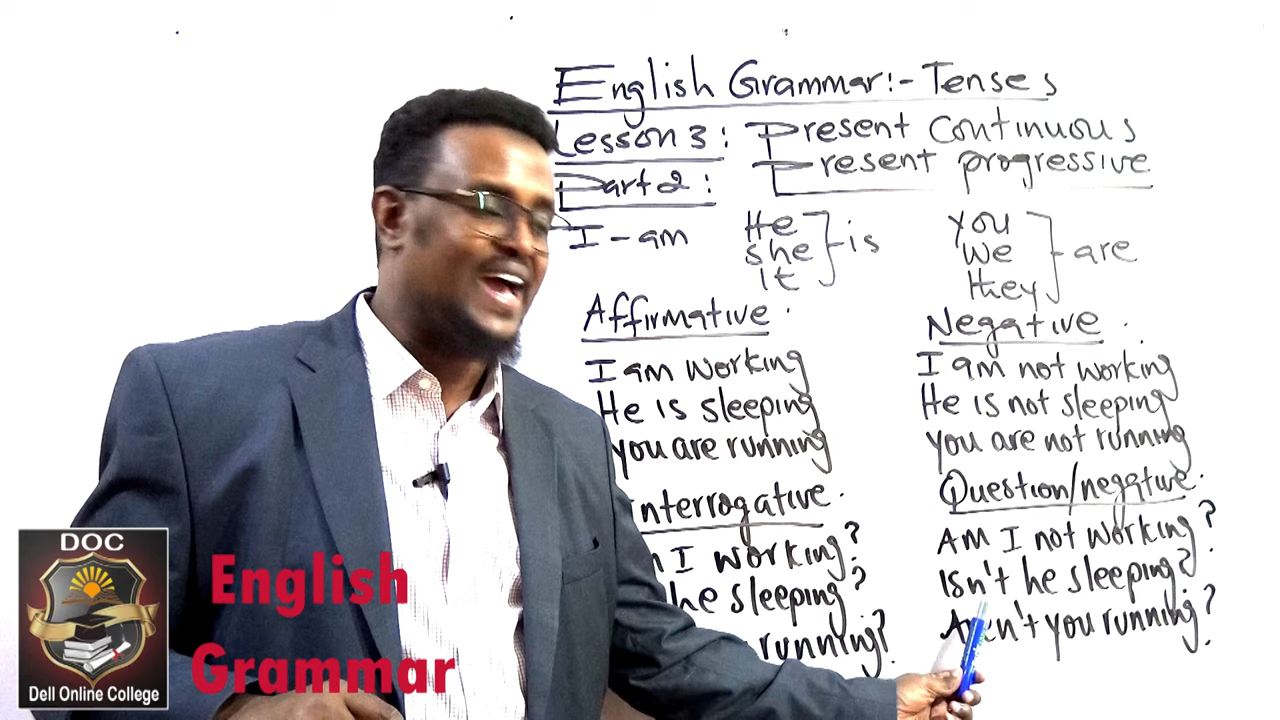 English Grammar:- Tenses
Lesson 3: Present continuous
Part 2: Present progressive
I - am
He
she
It
is
You
We
they
are
Affirmative.
I am working
He is sleeping
you are running
Negative.
I am not working
He is not sleeping
you are not running
interrogative.
I working?
he sleeping?
running?
Question/negative.
Am I not working?
Isn't he sleeping?
Aren't you running?
DOC
Dell Online College
English
Grammar